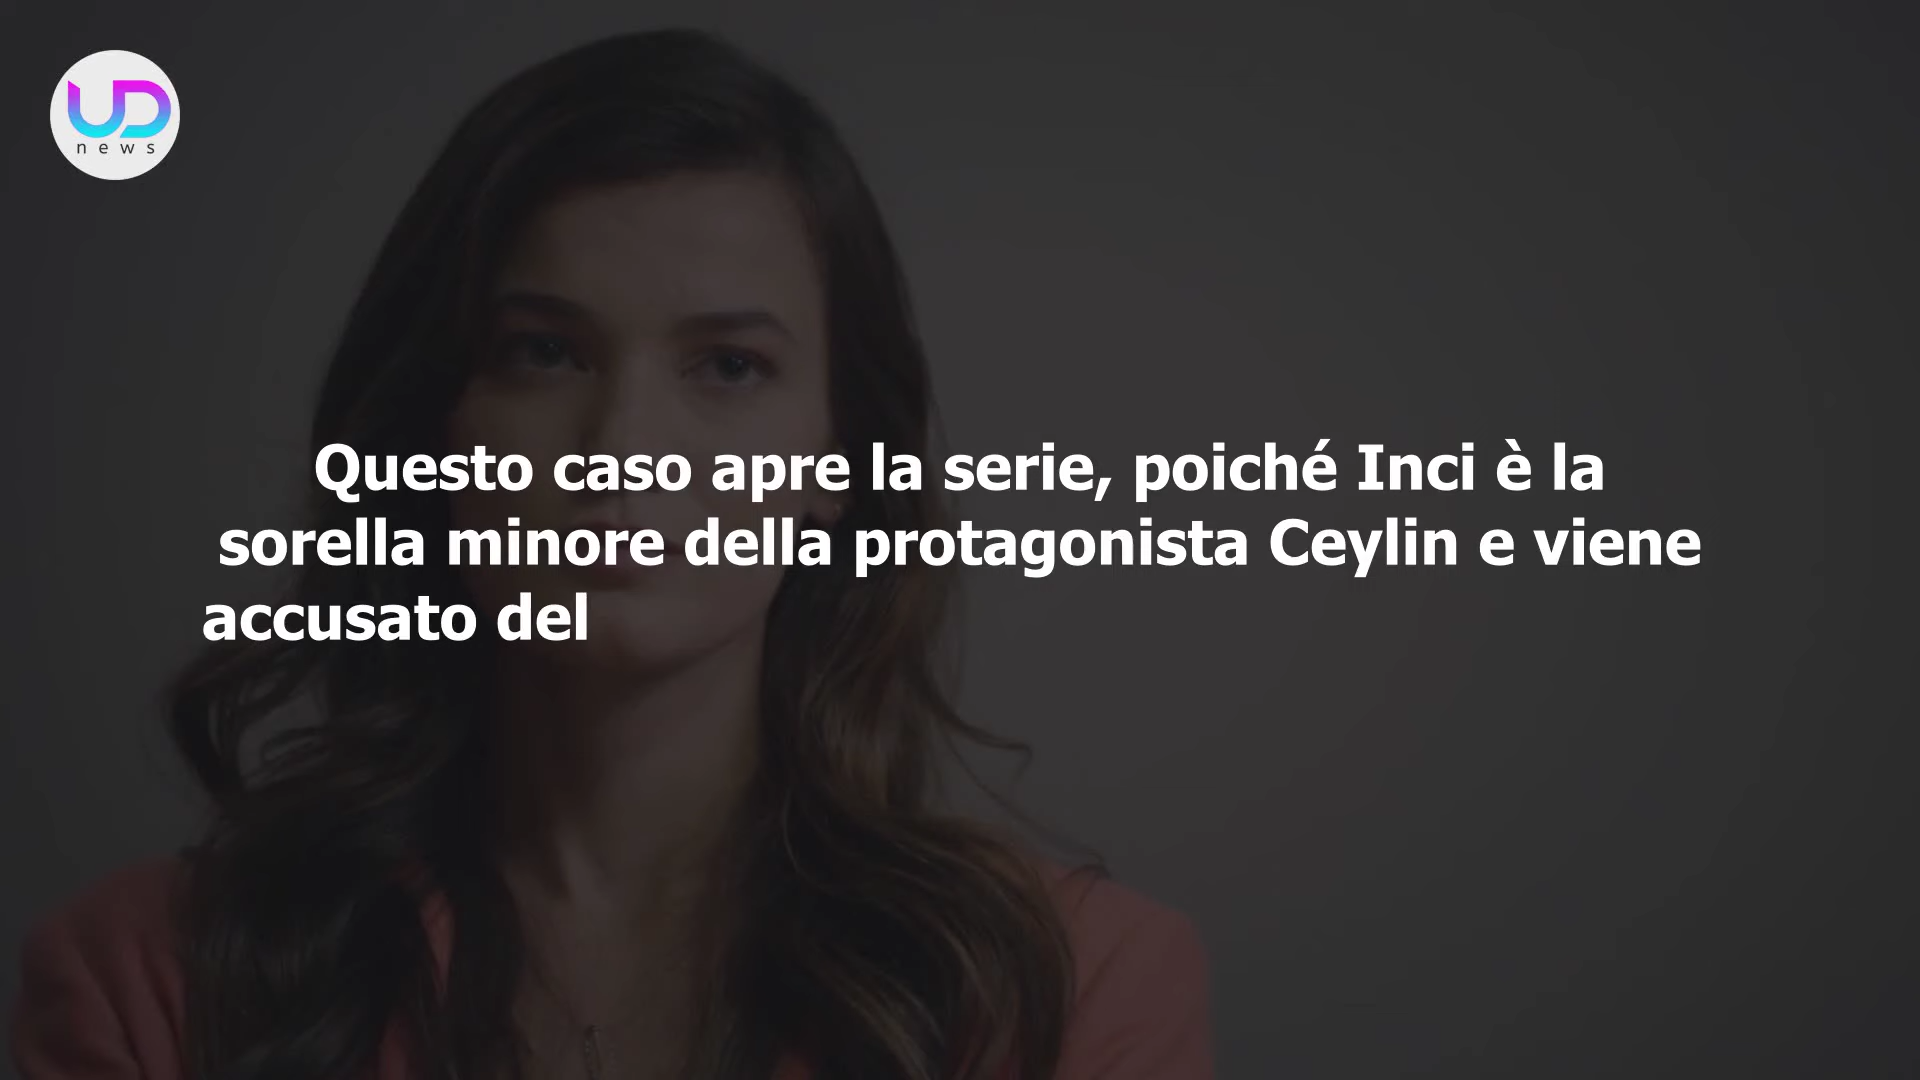 UD
news
Questo caso apre la serie, poiché Inci è la
sorella minore della protagonista Ceylin e viene
accusato del